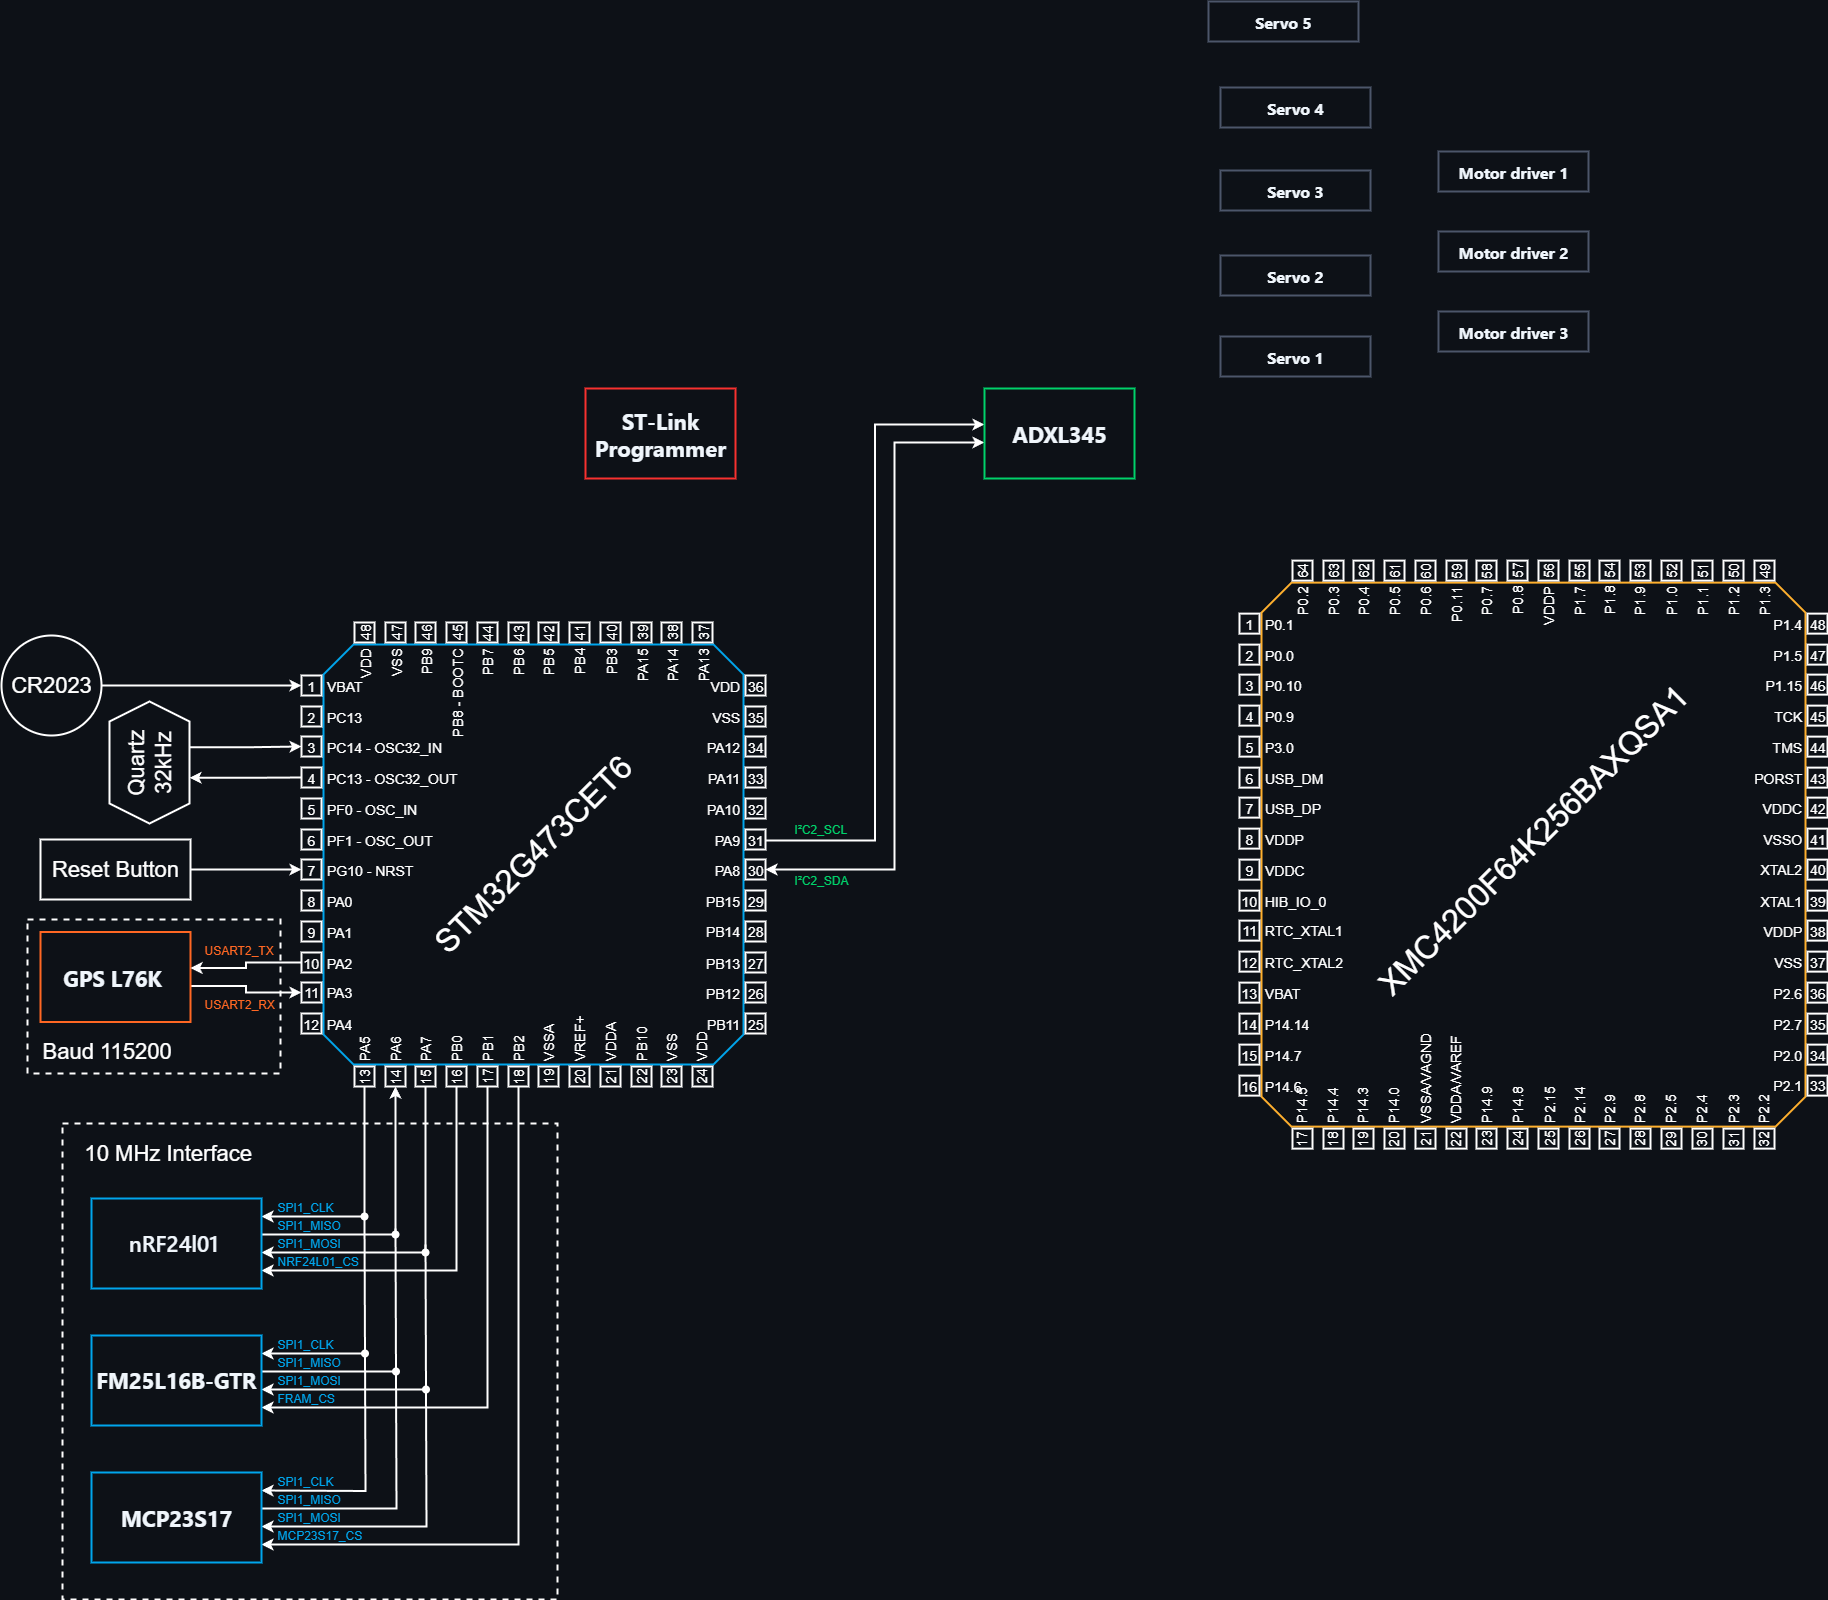 Servo 5
Servo 4
Servo 3
Servo 2
Servo 1
Motor driver 1
Motor driver 2
Motor driver 3
ST-Link
Programmer
ADXL345
CR2023
Quartz
32kHz
Reset Button
GPS L76K
USART2_TX
USART2_RX
Baud 115200
STM32G473CET6
1 VBAT
2 PC13
3 PC14 - OSC32_IN
4 PC13 - OSC32_OUT
5 PF0 - OSC_IN
6 PF1 - OSC_OUT
7 PG10 - NRST
8 PA0
9 PA1
10 PA2
11 PA3
12 PA4
13 PA5
14 PA6
15 PA7
16 PB0
17 PB1
18 PB2
19 VSSA
20 VREF+
21 VDDA
22 PB10
23 VSS
24 VDD
PB11 25
PB12 26
PB13 27
PB14 28
PB15 29
PA8 30
PA9 31
PA10 32
PA11 33
PA12 34
VSS 35
VDD 36
37 PA13
38 PA14
39 PA15
40 PB3
41 PB4
42 PB5
43 PB6
44 PB7
45 PB8 - BOOTC
46 PB9
47 VSS
48 VDD
I²C2_SCL
I²C2_SDA
10 MHz Interface
nRF24l01
SPI1_CLK
SPI1_MISO
SPI1_MOSI
NRF24L01_CS
FM25L16B-GTR
SPI1_CLK
SPI1_MISO
SPI1_MOSI
FRAM_CS
MCP23S17
SPI1_CLK
SPI1_MISO
SPI1_MOSI
MCP23S17_CS
XMC4200F64K256BAXQSA1
1 P0.1
2 P0.0
3 P0.10
4 P0.9
5 P3.0
6 USB_DM
7 USB_DP
8 VDDP
9 VDDC
10 HIB_IO_0
11 RTC_XTAL1
12 RTC_XTAL2
13 VBAT
14 P14.14
15 P14.7
16 P14.6
17 P14.5
18 P14.4
19 P14.3
20 P14.0
21 VSSA/VAGND
22 VDDA/VAREF
23 P14.9
24 P14.8
25 P2.15
26 P2.14
27 P2.9
28 P2.8
29 P2.5
30 P2.4
31 P2.3
32 P2.2
P2.1 33
P2.0 34
P2.7 35
P2.6 36
VSS 37
VDDP 38
XTAL1 39
XTAL2 40
VSSO 41
VDDC 42
PORST 43
TMS 44
TCK 45
P1.15 46
P1.5 47
P1.4 48
49 P1.3
50 P1.2
51 P1.1
52 P1.0
53 P1.9
54 P1.8
55 P1.7
56 VDDP
57 P0.8
58 P0.7
59 P0.11
60 P0.6
61 P0.5
62 P0.4
63 P0.3
64 P0.2